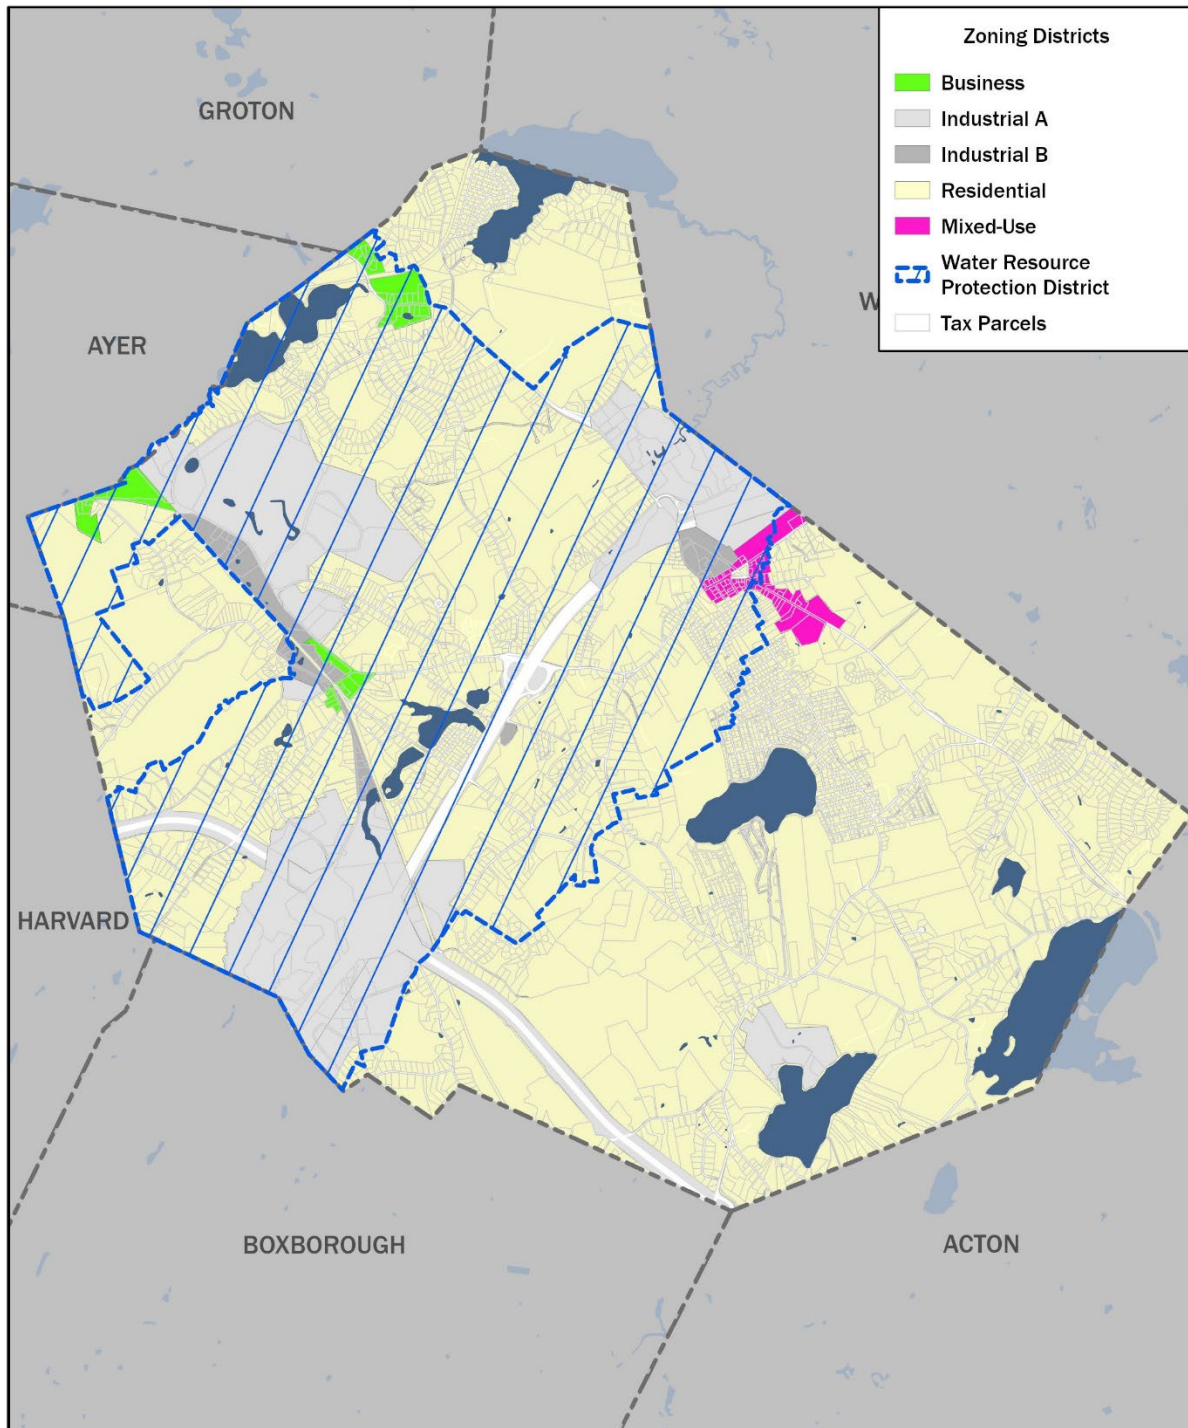 Zoning Districts
Business
Industrial A
Industrial B
Residential
Mixed-Use
Water Resource
Protection District
Tax Parcels
GROTON
W
AYER
HARVARD
BOXBOROUGH
ACTON